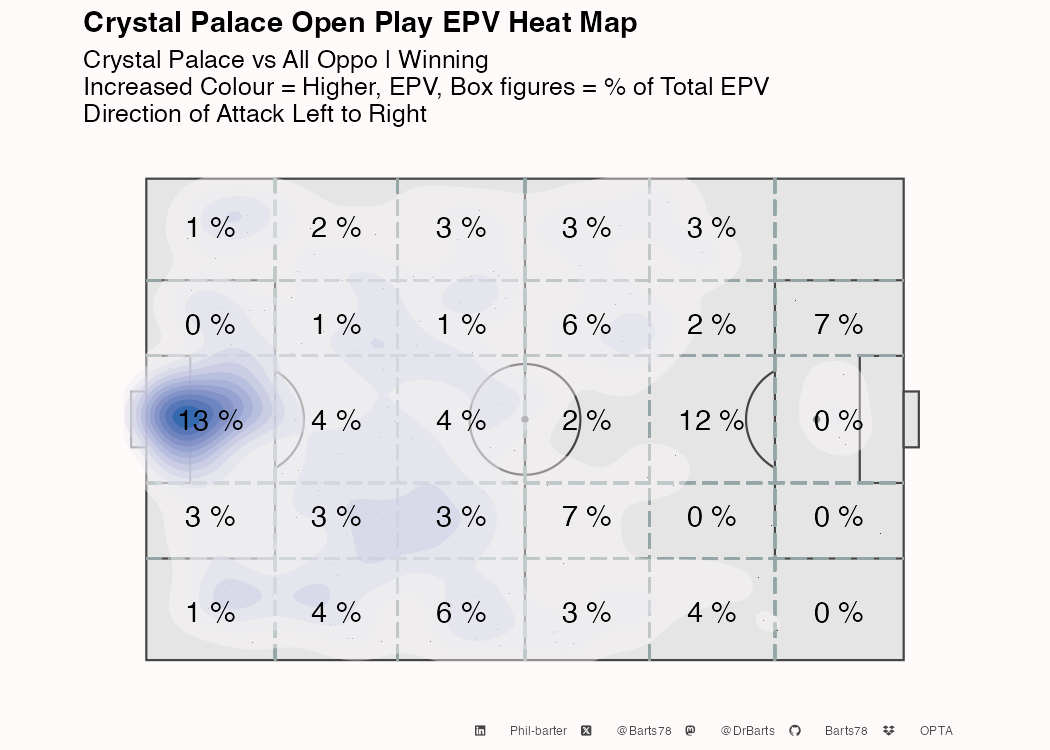 Crystal Palace Open Play EPV Heat Map
Crystal Palace vs All Oppo | Winning
Increased Colour = Higher, EPV, Box figures = % of Total EPV
Direction of Attack Left to Right
1 % 2 % 3 % 3 % 3 %
0 % 1 % 1 % 6 % 2 % 7 %
13 % 4 % 4 % 2 % 12 % 0 %
3 % 3 % 3 % 7 % 0 % 0 %
1 % 4 % 6 % 3 % 4 % 0 %
Phil-barter @Barts78 @DrBarts Barts78 OPTA